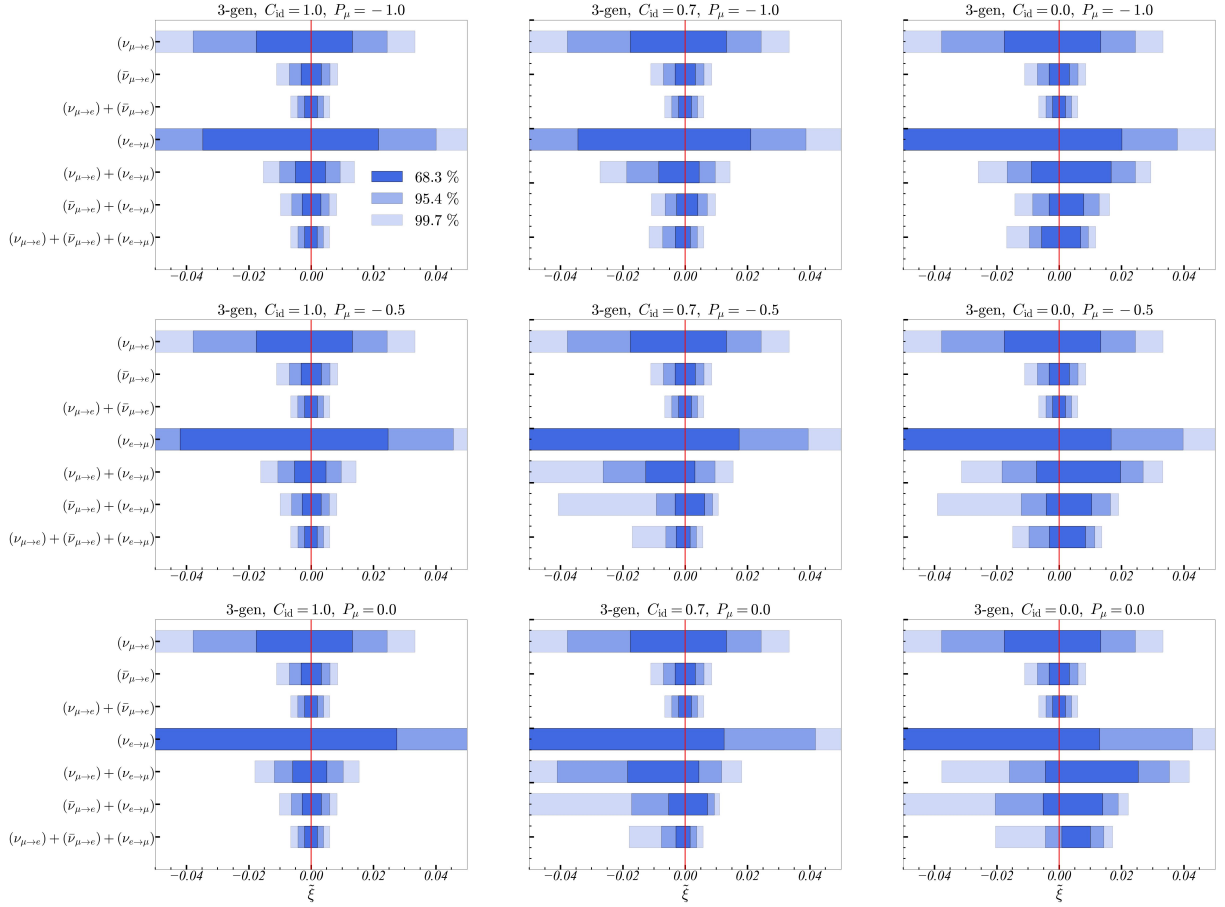 3-gen, C_id = 1.0, P_μ = −1.0
3-gen, C_id = 0.7, P_μ = −1.0
3-gen, C_id = 0.0, P_μ = −1.0
(ν_μ→e)
(ν̄_μ→e)
(ν_μ→e) + (ν̄_μ→e)
(ν_e→μ)
(ν_μ→e) + (ν_e→μ)
(ν̄_μ→e) + (ν_e→μ)
(ν_μ→e) + (ν̄_μ→e) + (ν_e→μ)
68.3 %
95.4 %
99.7 %
−0.04 −0.02 0.00 0.02 0.04
−0.04 −0.02 0.00 0.02 0.04
−0.04 −0.02 0.00 0.02 0.04
3-gen, C_id = 1.0, P_μ = −0.5
3-gen, C_id = 0.7, P_μ = −0.5
3-gen, C_id = 0.0, P_μ = −0.5
(ν_μ→e)
(ν̄_μ→e)
(ν_μ→e) + (ν̄_μ→e)
(ν_e→μ)
(ν_μ→e) + (ν_e→μ)
(ν̄_μ→e) + (ν_e→μ)
(ν_μ→e) + (ν̄_μ→e) + (ν_e→μ)
−0.04 −0.02 0.00 0.02 0.04
−0.04 −0.02 0.00 0.02 0.04
−0.04 −0.02 0.00 0.02 0.04
3-gen, C_id = 1.0, P_μ = 0.0
3-gen, C_id = 0.7, P_μ = 0.0
3-gen, C_id = 0.0, P_μ = 0.0
(ν_μ→e)
(ν̄_μ→e)
(ν_μ→e) + (ν̄_μ→e)
(ν_e→μ)
(ν_μ→e) + (ν_e→μ)
(ν̄_μ→e) + (ν_e→μ)
(ν_μ→e) + (ν̄_μ→e) + (ν_e→μ)
−0.04 −0.02 0.00 0.02 0.04
−0.04 −0.02 0.00 0.02 0.04
−0.04 −0.02 0.00 0.02 0.04
ξ̃
ξ̃
ξ̃